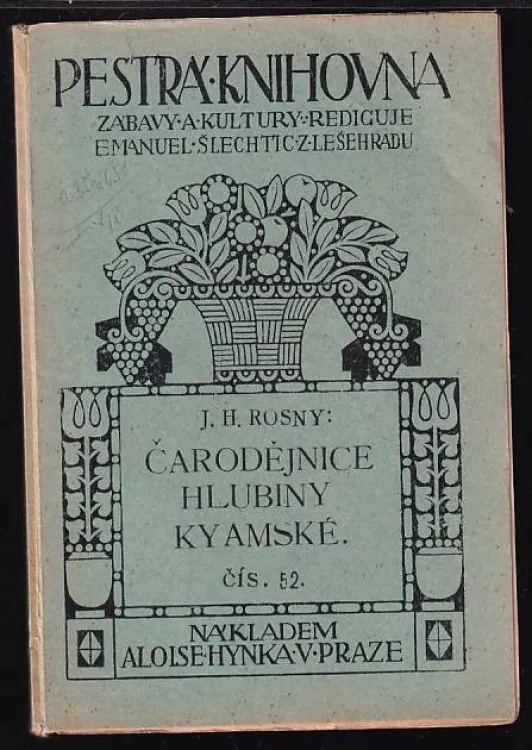 PESTRÁ·KNIHOVNA
ZÁBAVY·A·KULTURY·REDIGUJE
EMANUEL·ŠLECHTIC·Z·LEŠEHRADU
J. H. ROSNY:
ČARODĚJNICE
HLUBINY
KYAMSKÉ.
ČÍS. 52.
NÁKLADEM
ALOISE·HYNKA·V·PRAZE